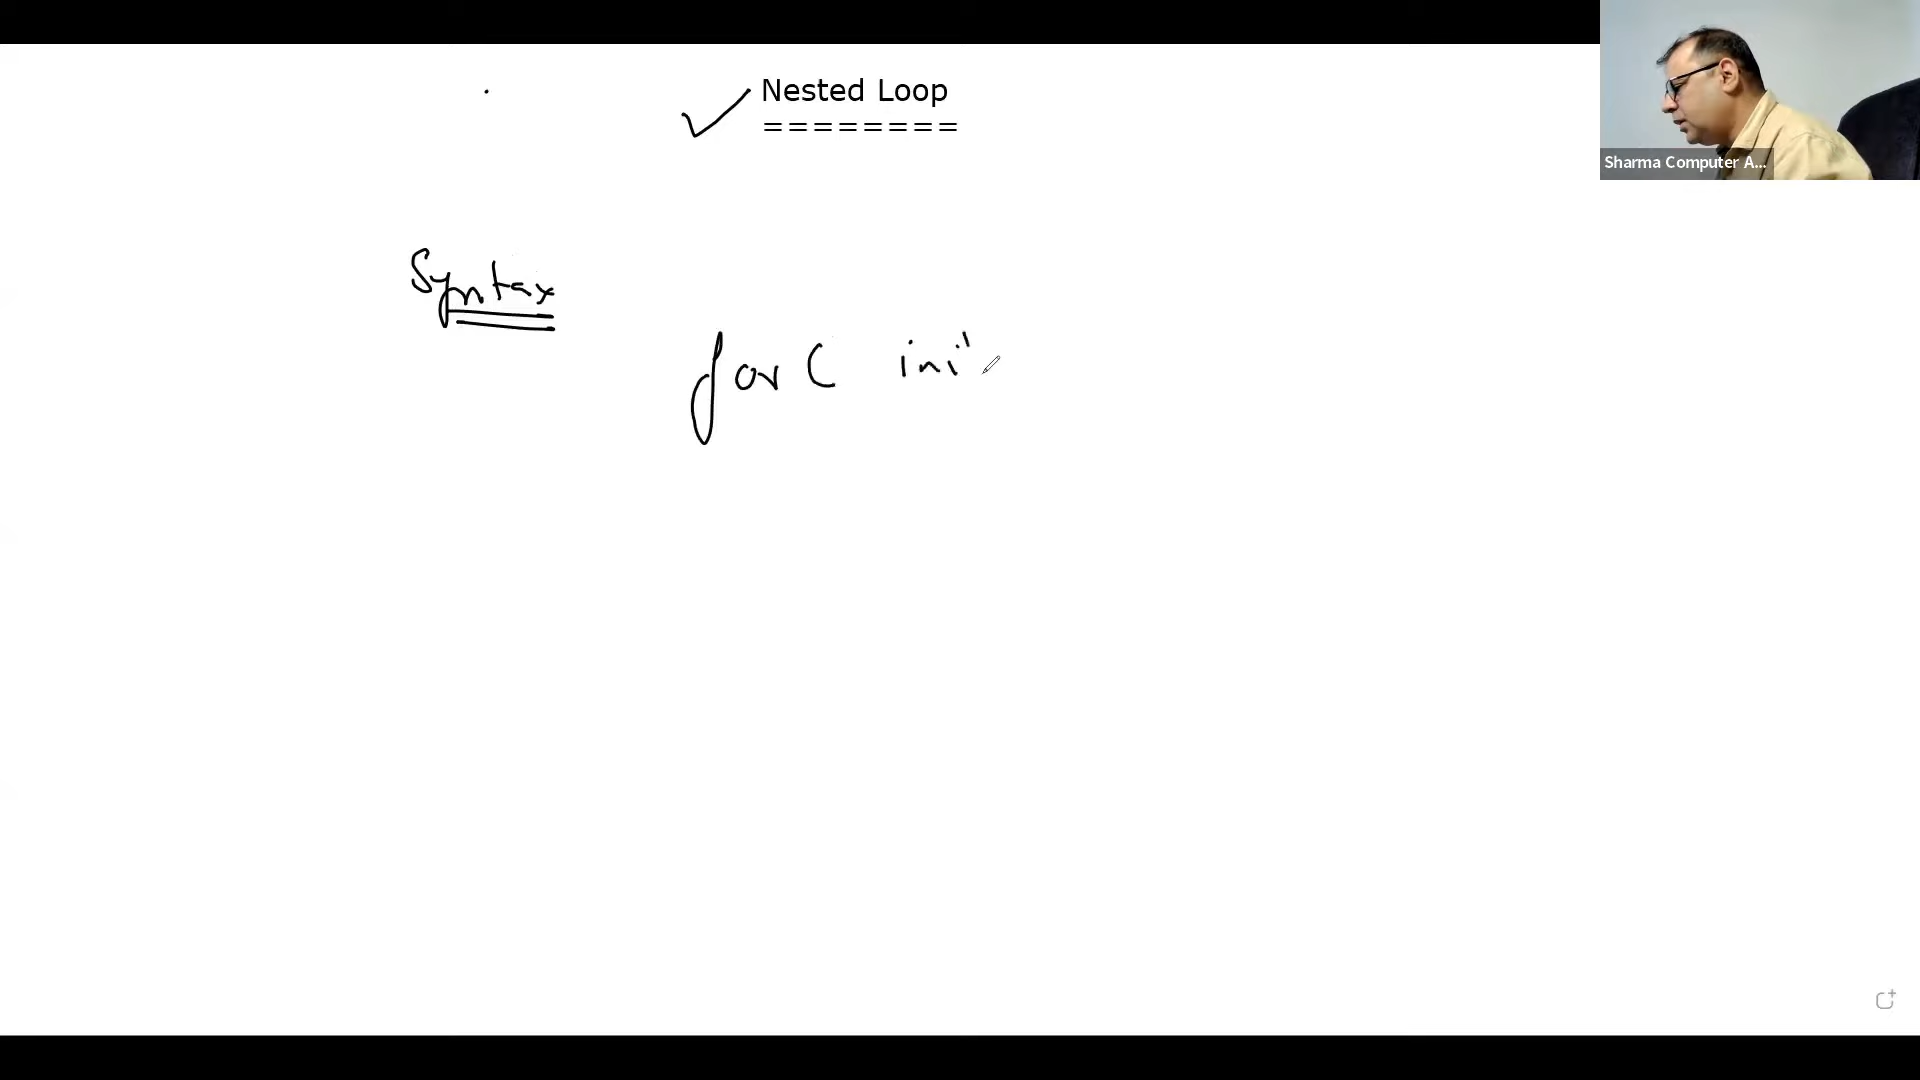 Nested Loop
========
Sharma Computer A...
Syntax
for( ini